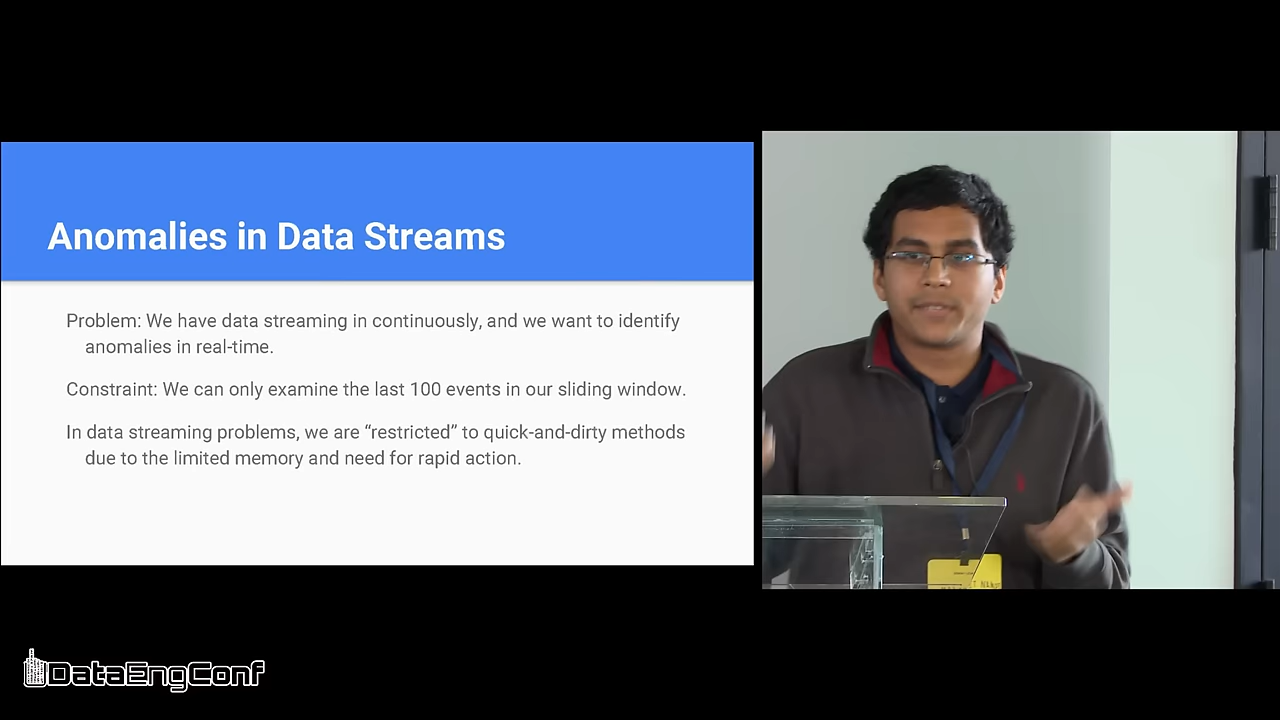 Anomalies in Data Streams
Problem: We have data streaming in continuously, and we want to identify
anomalies in real-time.
Constraint: We can only examine the last 100 events in our sliding window.
In data streaming problems, we are “restricted” to quick-and-dirty methods
due to the limited memory and need for rapid action.
DataEngConf